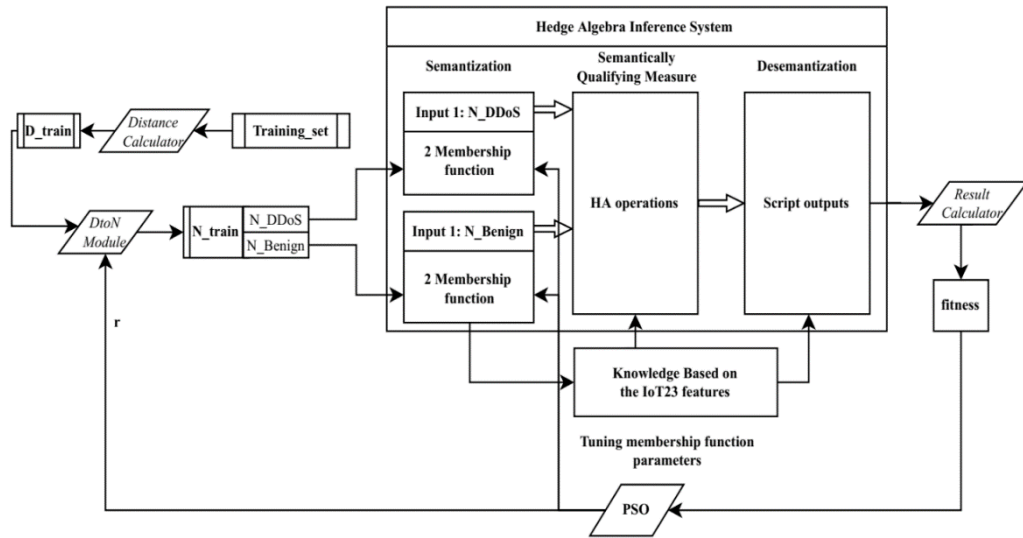 Hedge Algebra Inference System
Semantization
Semantically
Qualifying Measure
Desemantization
Input 1: N_DDoS
2 Membership
function
Input 1: N_Benign
2 Membership
function
HA operations
Script outputs
D_train
Distance
Calculator
Training_set
DtoN
Module
N_train
N_DDoS
N_Benign
Result
Calculator
fitness
r
Knowledge Based on
the IoT23 features
Tuning membership function
parameters
PSO